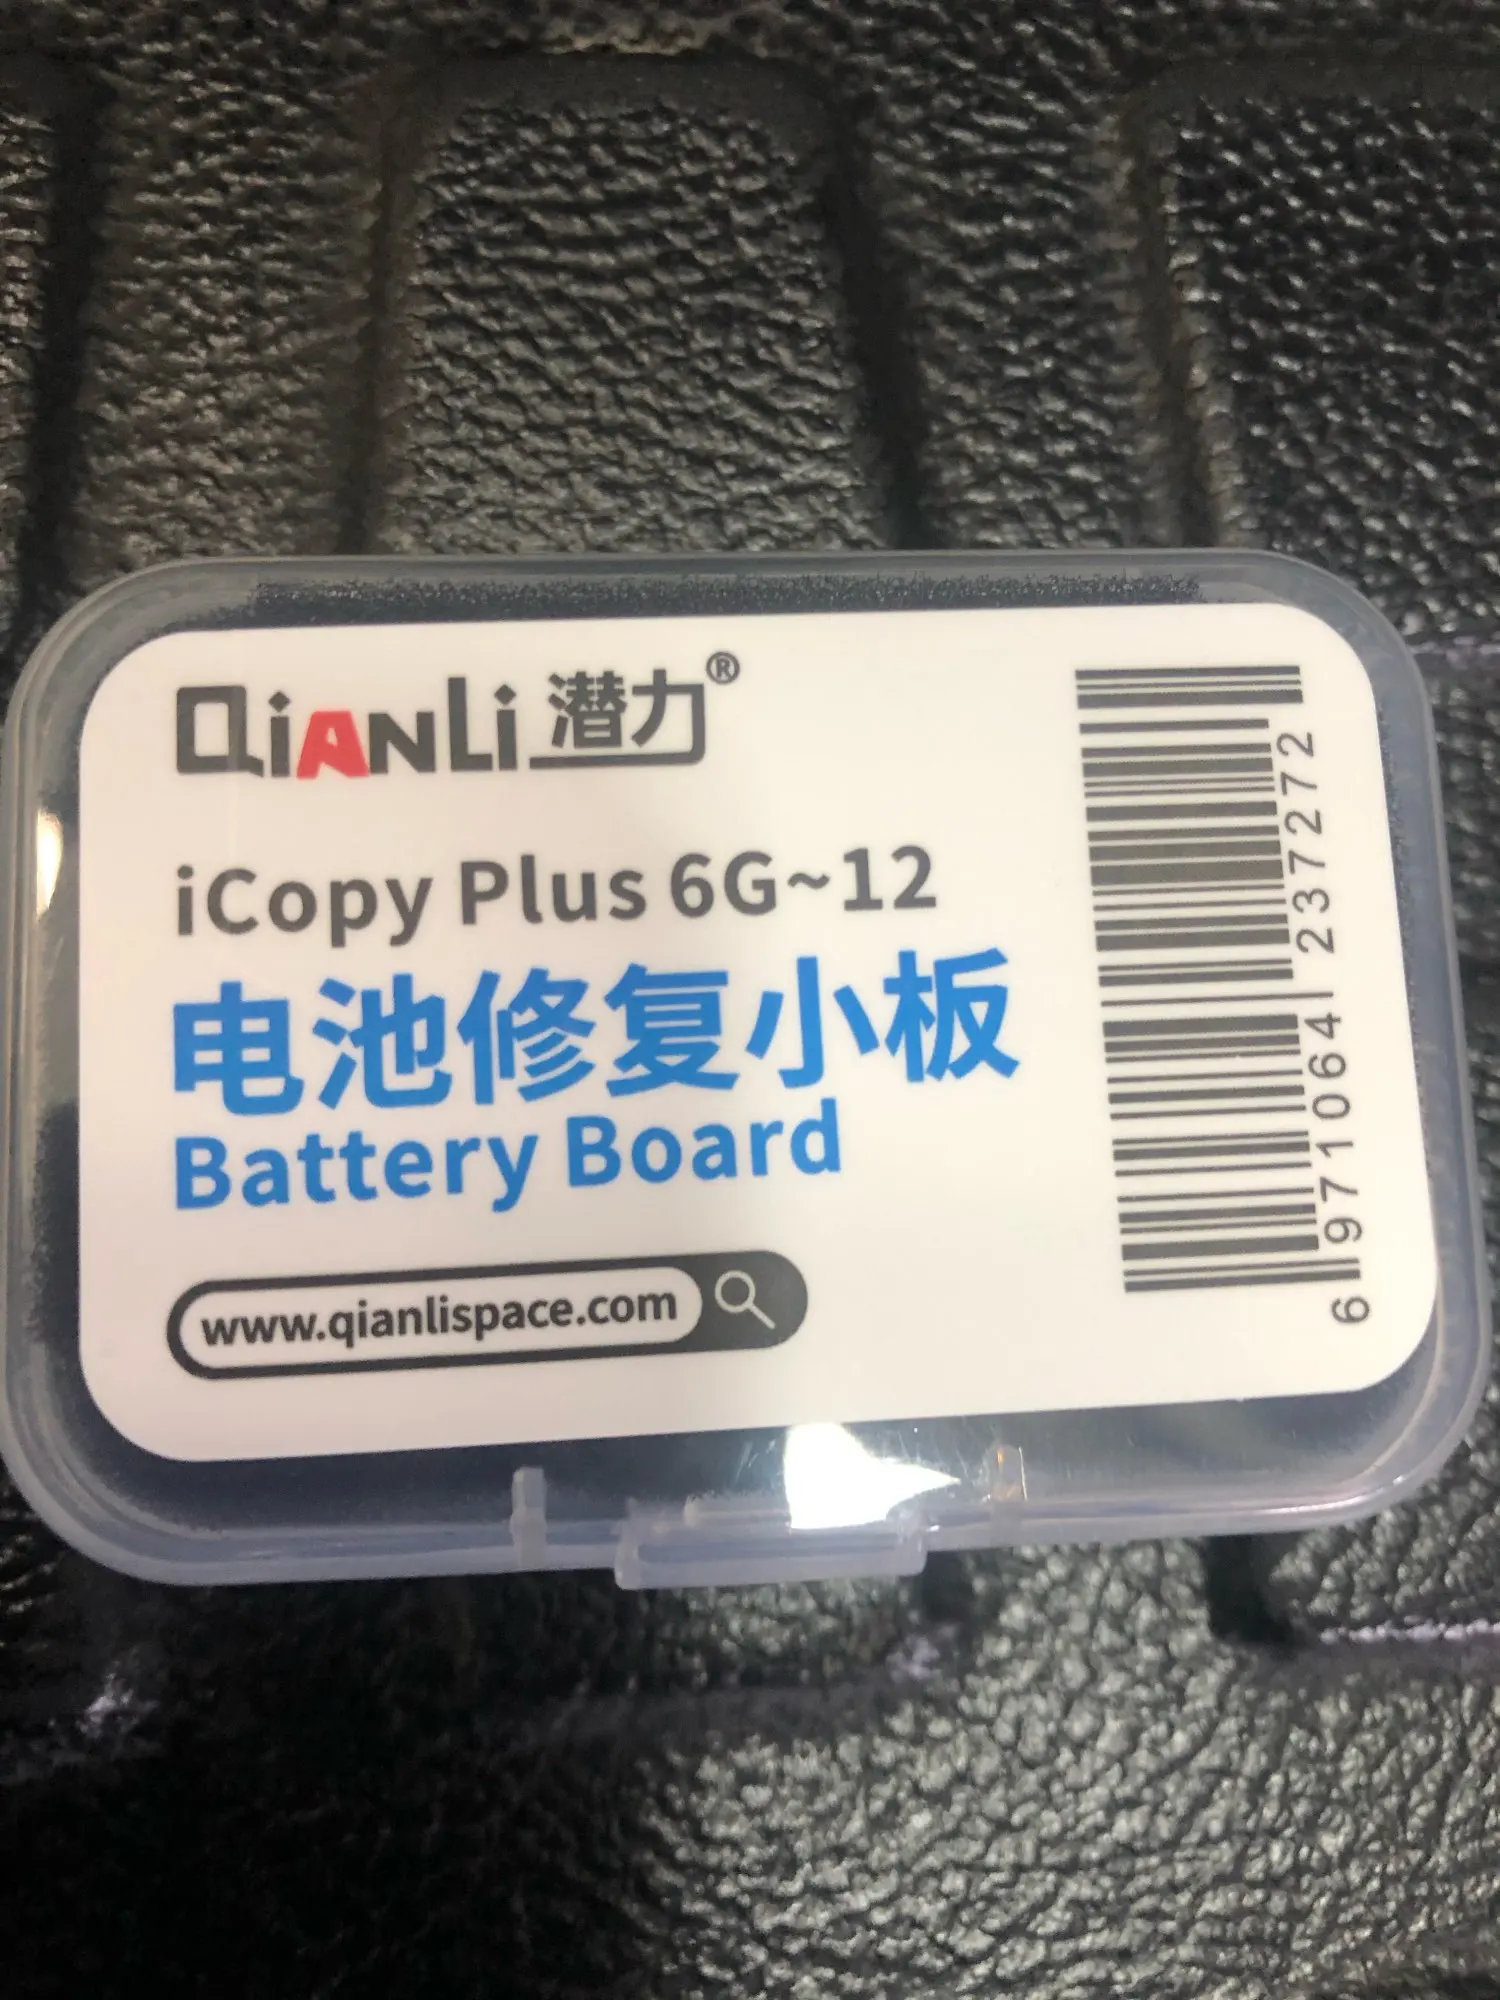 QiANLi 潜力®
iCopy Plus 6G~12
电池修复小板
Battery Board
www.qianlispace.com
6 971064 237272